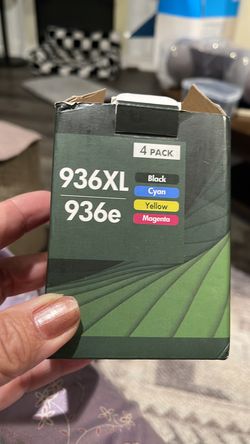 4 PACK
936XL
936e
Black
Cyan
Yellow
Magenta